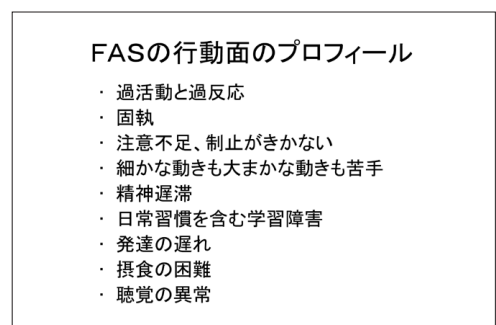 FASの行動面のプロフィール
・ 過活動と過反応
・ 固執
・ 注意不足、制止がきかない
・ 細かな動きも大まかな動きも苦手
・ 精神遅滞
・ 日常習慣を含む学習障害
・ 発達の遅れ
・ 摂食の困難
・ 聴覚の異常